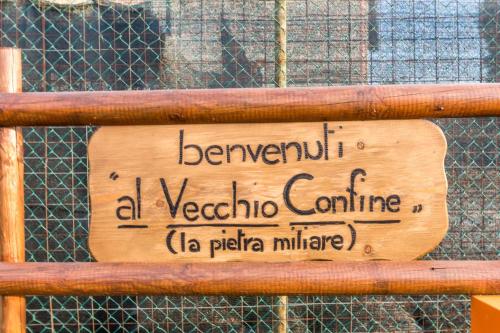 benvenuti
"al Vecchio Confine"
(la pietra miliare)